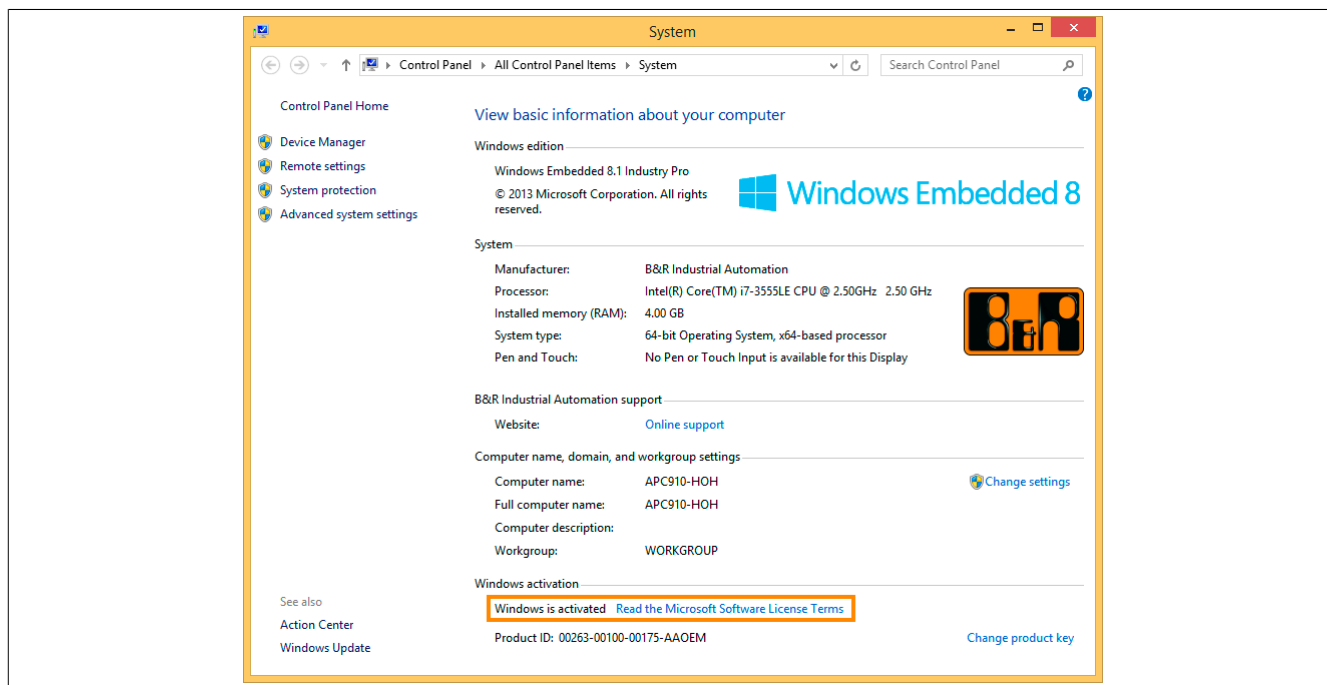 System
Control Panel All Control Panel Items System
Search Control Panel
Control Panel Home
Device Manager
Remote settings
System protection
Advanced system settings
View basic information about your computer
Windows edition
Windows Embedded 8.1 Industry Pro
© 2013 Microsoft Corporation. All rights
reserved.
Windows Embedded 8
System
Manufacturer: B&R Industrial Automation
Processor: Intel(R) Core(TM) i7-3555LE CPU @ 2.50GHz 2.50 GHz
Installed memory (RAM): 4.00 GB
System type: 64-bit Operating System, x64-based processor
Pen and Touch: No Pen or Touch Input is available for this Display
B&R
B&R Industrial Automation support
Website: Online support
Computer name, domain, and workgroup settings
Computer name: APC910-HOH
Change settings
Full computer name: APC910-HOH
Computer description:
Workgroup: WORKGROUP
Windows activation
Windows is activated Read the Microsoft Software License Terms
Product ID: 00263-00100-00175-AAOEM
Change product key
See also
Action Center
Windows Update